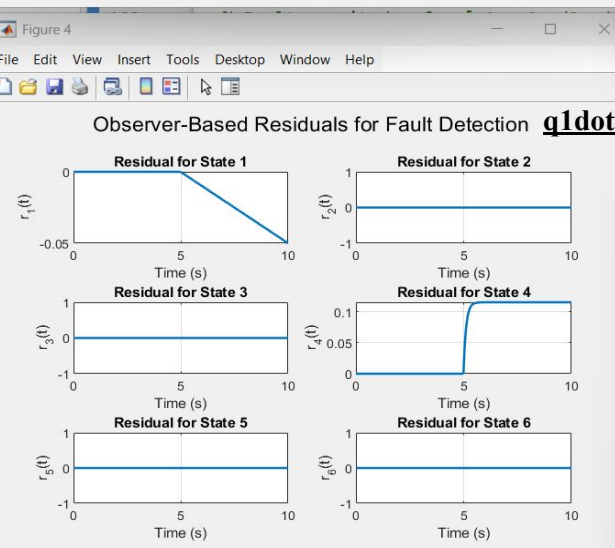 Figure 4
File Edit View Insert Tools Desktop Window Help
Observer-Based Residuals for Fault Detection q1dot
Residual for State 1 Residual for State 2
0 1
r1(t) r2(t) 0
-0.05 -1
0 5 10 0 5 10
Time (s) Time (s)
Residual for State 3 Residual for State 4
1 0.1
r3(t) 0 r4(t) 0.05
-1 0
0 5 10 0 5 10
Time (s) Time (s)
Residual for State 5 Residual for State 6
1 1
r5(t) 0 r6(t) 0
-1 -1
0 5 10 0 5 10
Time (s) Time (s)